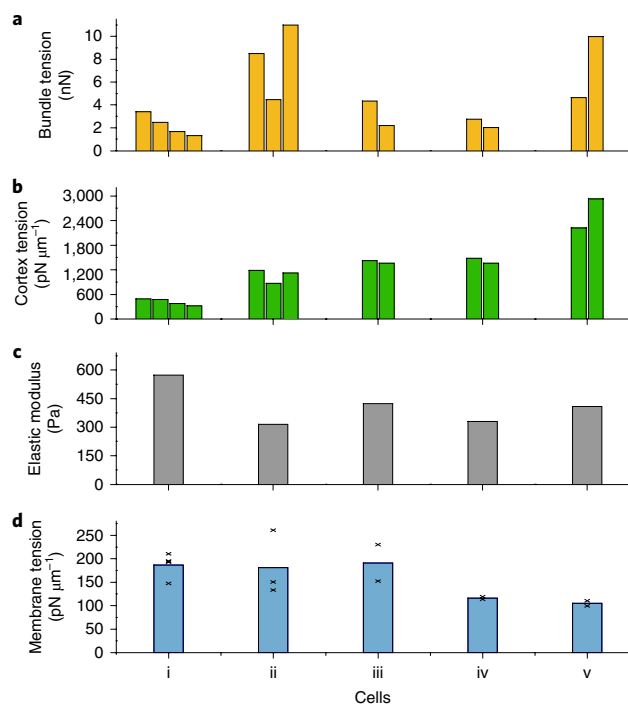 a
Bundle tension
(nN)
10
8
6
4
2
0
b
Cortex tension
(pN µm⁻¹)
3,000
2,400
1,800
1,200
600
0
c
Elastic modulus
(Pa)
600
450
300
150
0
d
Membrane tension
(pN µm⁻¹)
250
200
150
100
50
0
i ii iii iv v
Cells